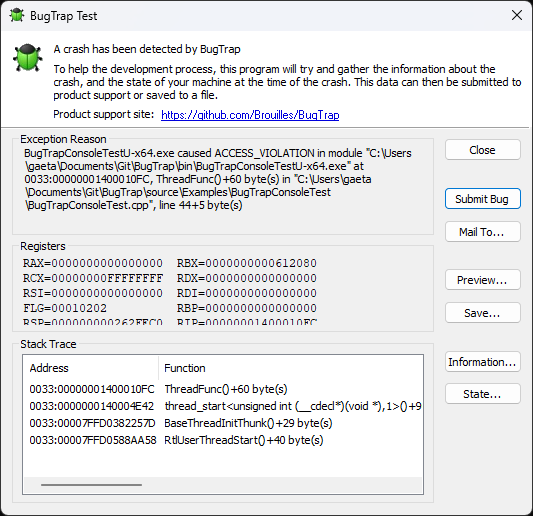 BugTrap Test
A crash has been detected by BugTrap
To help the development process, this program will try and gather the information about the
crash, and the state of your machine at the time of the crash. This data can then be submitted to
product support or saved to a file.
Product support site: https://github.com/Brouilles/BugTrap
Exception Reason
BugTrapConsoleTestU-x64.exe caused ACCESS_VIOLATION in module "C:\Users
\gaeta\Documents\Git\BugTrap\bin\BugTrapConsoleTestU-x64.exe" at
0033:00000001400010FC, ThreadFunc()+60 byte(s) in "C:\Users\gaeta
\Documents\Git\BugTrap\source\Examples\BugTrapConsoleTest
\BugTrapConsoleTest.cpp", line 44+5 byte(s)
Close
Submit Bug
Mail To...
Registers
RAX=0000000000000000 RBX=0000000000612080
RCX=00000000FFFFFFFF RDX=0000000000000000
RSI=0000000000000000 RDI=0000000000000000
FLG=00010202 RBP=0000000000000000
RSP=000000000262FFC0 RIP=00000001400010FC
Preview...
Save...
Stack Trace
Address Function
0033:00000001400010FC ThreadFunc()+60 byte(s)
0033:0000000140004E42 thread_start<unsigned int (__cdecl*)(void *),1>()+9
0033:00007FFD0382257D BaseThreadInitThunk()+29 byte(s)
0033:00007FFD0588AA58 RtlUserThreadStart()+40 byte(s)
Information...
State...